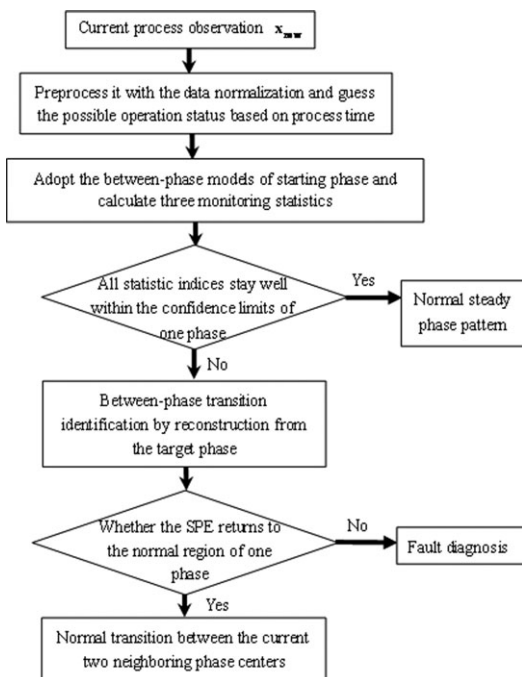 Current process observation x_new
Preprocess it with the data normalization and guess
the possible operation status based on process time
Adopt the between-phase models of starting phase and
calculate three monitoring statistics
All statistic indices stay well
within the confidence limits of
one phase
Yes
Normal steady
phase pattern
No
Between-phase transition
identification by reconstruction from
the target phase
Whether the SPE returns to
the normal region of one
phase
No
Fault diagnosis
Yes
Normal transition between the current
two neighboring phase centers